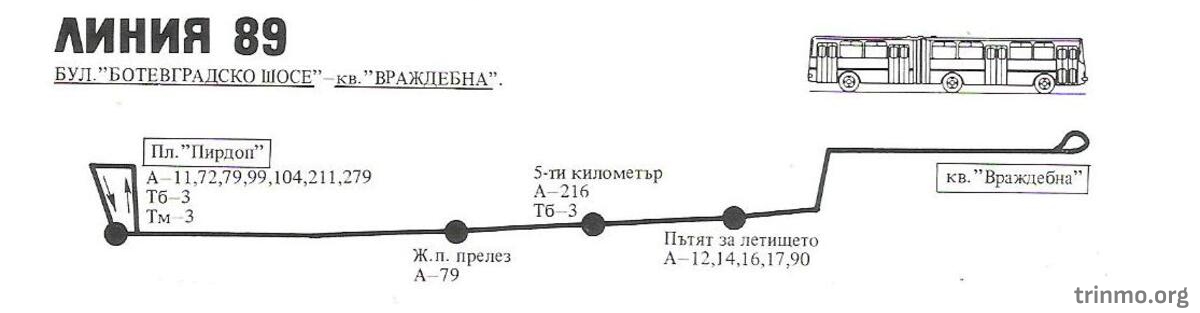 ЛИНИЯ 89
БУЛ."БОТЕВГРАДСКО ШОСЕ"–кв."ВРАЖДЕБНА".
Пл."Пирдоп"
А–11,72,79,99,104,211,279
Тб–3
Тм–3
Ж.п. прелез
А–79
5-ти километър
А–216
Тб–3
Пътят за летището
А–12,14,16,17,90
кв."Враждебна"
trinmo.org